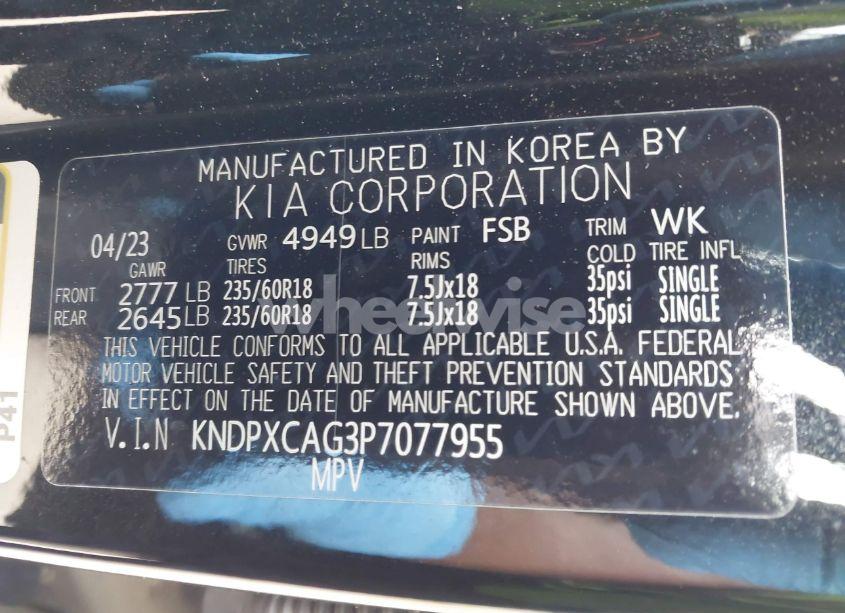 MANUFACTURED IN KOREA BY
KIA CORPORATION
04/23 GVWR 4949 LB PAINT FSB TRIM WK
GAWR TIRES RIMS COLD TIRE INFL
FRONT 2777 LB 235/60R18 7.5Jx18 35psi SINGLE
REAR 2645 LB 235/60R18 7.5Jx18 35psi SINGLE
wheelwise
THIS VEHICLE CONFORMS TO ALL APPLICABLE U.S.A. FEDERAL
MOTOR VEHICLE SAFETY AND THEFT PREVENTION STANDARDS
IN EFFECT ON THE DATE OF MANUFACTURE SHOWN ABOVE.
V.I.N KNDPXCAG3P7077955
MPV
P41